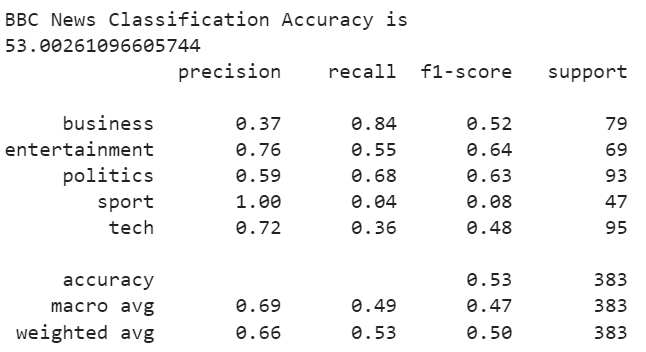 BBC News Classification Accuracy is
53.00261096605744
precision recall f1-score support
business 0.37 0.84 0.52 79
entertainment 0.76 0.55 0.64 69
politics 0.59 0.68 0.63 93
sport 1.00 0.04 0.08 47
tech 0.72 0.36 0.48 95
accuracy 0.53 383
macro avg 0.69 0.49 0.47 383
weighted avg 0.66 0.53 0.50 383